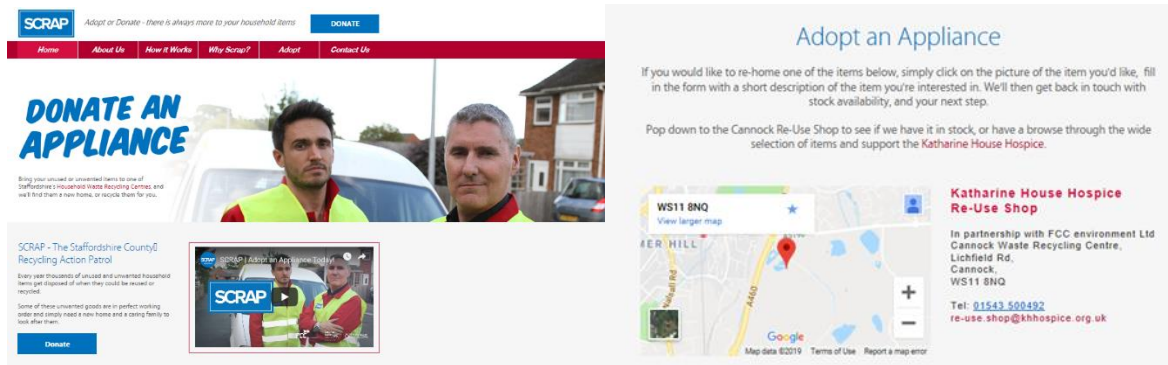 SCRAP
Adopt or Donate - there is always more to your household items
DONATE
Home About Us How it Works Why Scrap? Adopt Contact Us
DONATE AN
APPLIANCE
Bring your unused or unwanted items to one of
Staffordshire's Household Waste Recycling Centres, and
we'll find them a new home, or recycle them for you.
SCRAP - The Staffordshire County▯
Recycling Action Patrol
Every year thousands of unused and unwanted household
items get disposed of when they could be reused or
recycled.
Some of these unwanted goods are in perfect working
order and simply need a new home and a caring family to
look after them.
Donate
SCRAP | Adopt an Appliance Today!
SCRAP
Adopt an Appliance
If you would like to re-home one of the items below, simply click on the picture of the item you'd like, fill
in the form with a short description of the item you're interested in. We'll then get back in touch with
stock availability, and your next step.
Pop down to the Cannock Re-Use Shop to see if we have it in stock, or have a browse through the wide
selection of items and support the Katharine House Hospice.
WS11 8NQ
View larger map
MER HILL
Walsall Rd
A460
Google
Map data ©2019 Terms of Use Report a map error
Katharine House Hospice
Re-Use Shop
In partnership with FCC environment Ltd
Cannock Waste Recycling Centre,
Lichfield Rd,
Cannock,
WS11 8NQ
Tel: 01543 500492
re-use.shop@khhospice.org.uk